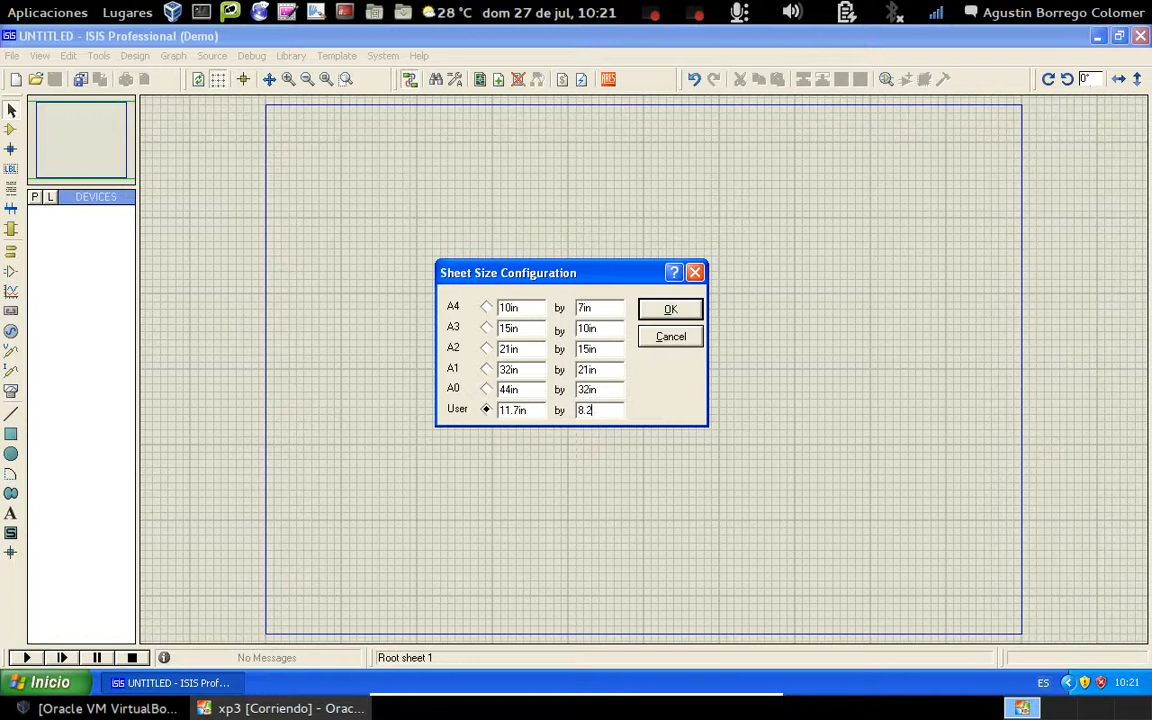 Aplicaciones Lugares 28 °C dom 27 de jul, 10:21 Agustin Borrego Colomer
UNTITLED - ISIS Professional (Demo)
File View Edit Tools Design Graph Source Debug Library Template System Help
ARES 0°
LBL
P L DEVICES
Sheet Size Configuration
A4 10in by 7in OK
A3 15in by 10in Cancel
A2 21in by 15in
A1 32in by 21in
A0 44in by 32in
User 11.7in by 8.2
A
No Messages Root sheet 1
Inicio UNTITLED - ISIS Prof... ES 10:21
[Oracle VM VirtualBo... xp3 [Corriendo] - Orac...